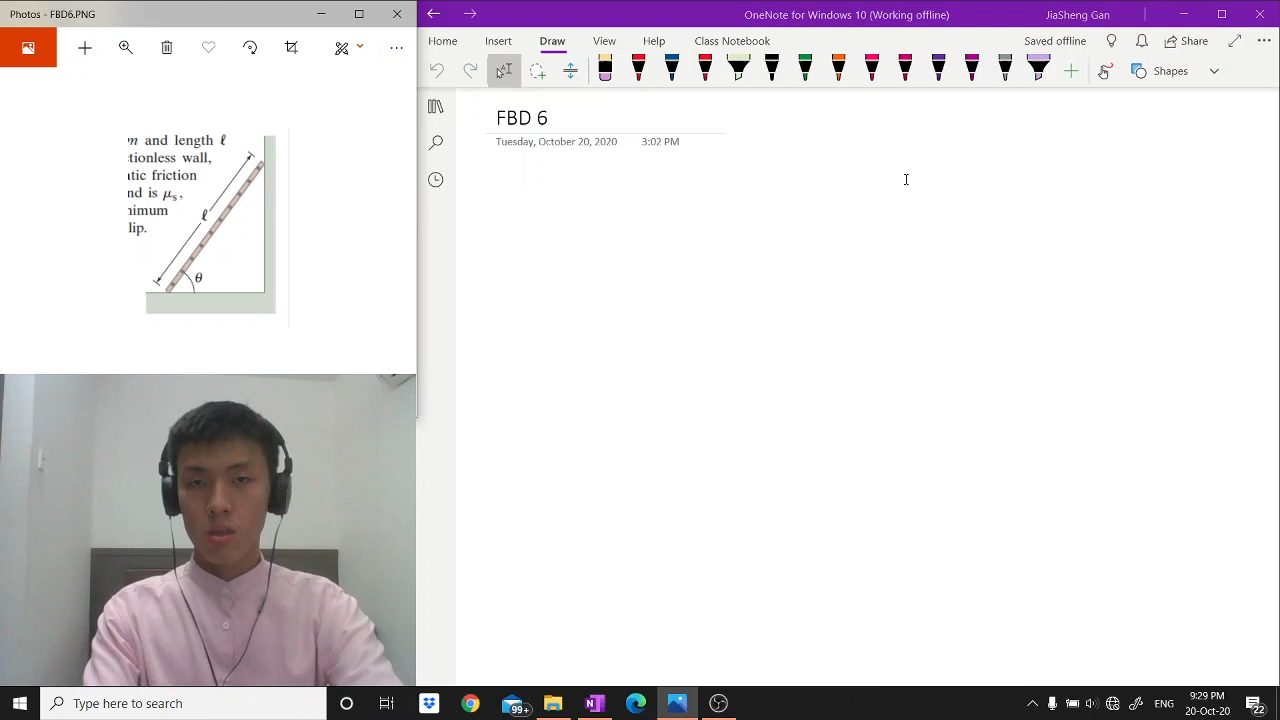 Photos - FBD6.PNG
m and length ℓ
ctionless wall,
atic friction
nd is μs,
nimum
lip.
ℓ
θ
OneNote for Windows 10 (Working offline)
JiaSheng Gan
Home Insert Draw View Help Class Notebook
Saved offline
Share
Shapes
FBD 6
Tuesday, October 20, 2020 3:02 PM
Type here to search
99+
ENG
9:29 PM
20-Oct-20
22